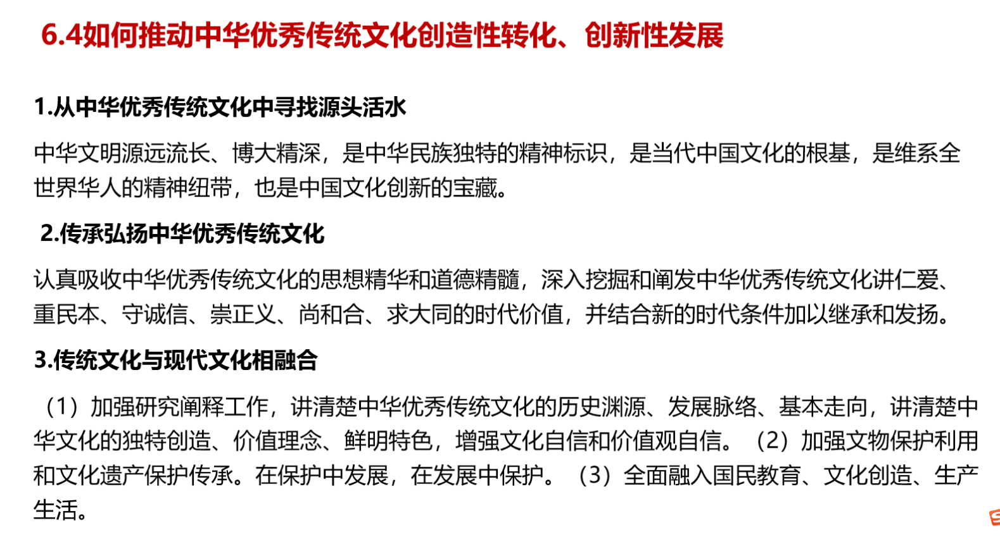 6.4如何推动中华优秀传统文化创造性转化、创新性发展
1.从中华优秀传统文化中寻找源头活水
中华文明源远流长、博大精深，是中华民族独特的精神标识，是当代中国文化的根基，是维系全
世界华人的精神纽带，也是中国文化创新的宝藏。
2.传承弘扬中华优秀传统文化
认真吸收中华优秀传统文化的思想精华和道德精髓，深入挖掘和阐发中华优秀传统文化讲仁爱、
重民本、守诚信、崇正义、尚和合、求大同的时代价值，并结合新的时代条件加以继承和发扬。
3.传统文化与现代文化相融合
（1）加强研究阐释工作，讲清楚中华优秀传统文化的历史渊源、发展脉络、基本走向，讲清楚中
华文化的独特创造、价值理念、鲜明特色，增强文化自信和价值观自信。（2）加强文物保护利用
和文化遗产保护传承。在保护中发展，在发展中保护。（3）全面融入国民教育、文化创造、生产
生活。